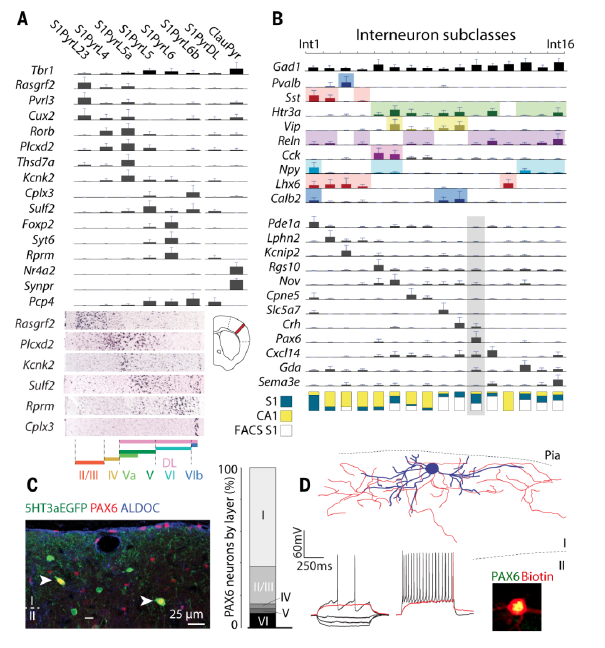 A
S1PyrL23
S1PyrL4
S1PyrL5a
S1PyrL5
S1PyrL6
S1PyrL6b
S1PyrDL
ClauPyr
Tbr1
Rasgrf2
Pvrl3
Cux2
Rorb
Plcxd2
Thsd7a
Kcnk2
Cplx3
Sulf2
Foxp2
Syt6
Rprm
Nr4a2
Synpr
Pcp4
Rasgrf2
Plcxd2
Kcnk2
Sulf2
Rprm
Cplx3
DL
II/III IV Va V VI VIb
B
Interneuron subclasses
Int1 Int16
Gad1
Pvalb
Sst
Htr3a
Vip
Reln
Cck
Npy
Lhx6
Calb2
Pde1a
Lphn2
Kcnip2
Rgs10
Nov
Cpne5
Slc5a7
Crh
Pax6
Cxcl14
Gda
Sema3e
S1
CA1
FACS S1
C
5HT3aEGFP PAX6 ALDOC
I
II
25 µm
PAX6 neurons by layer (%)
100
0
I
II/III
IV
V
VI
D
Pia
I
II
60mV
250ms
PAX6 Biotin